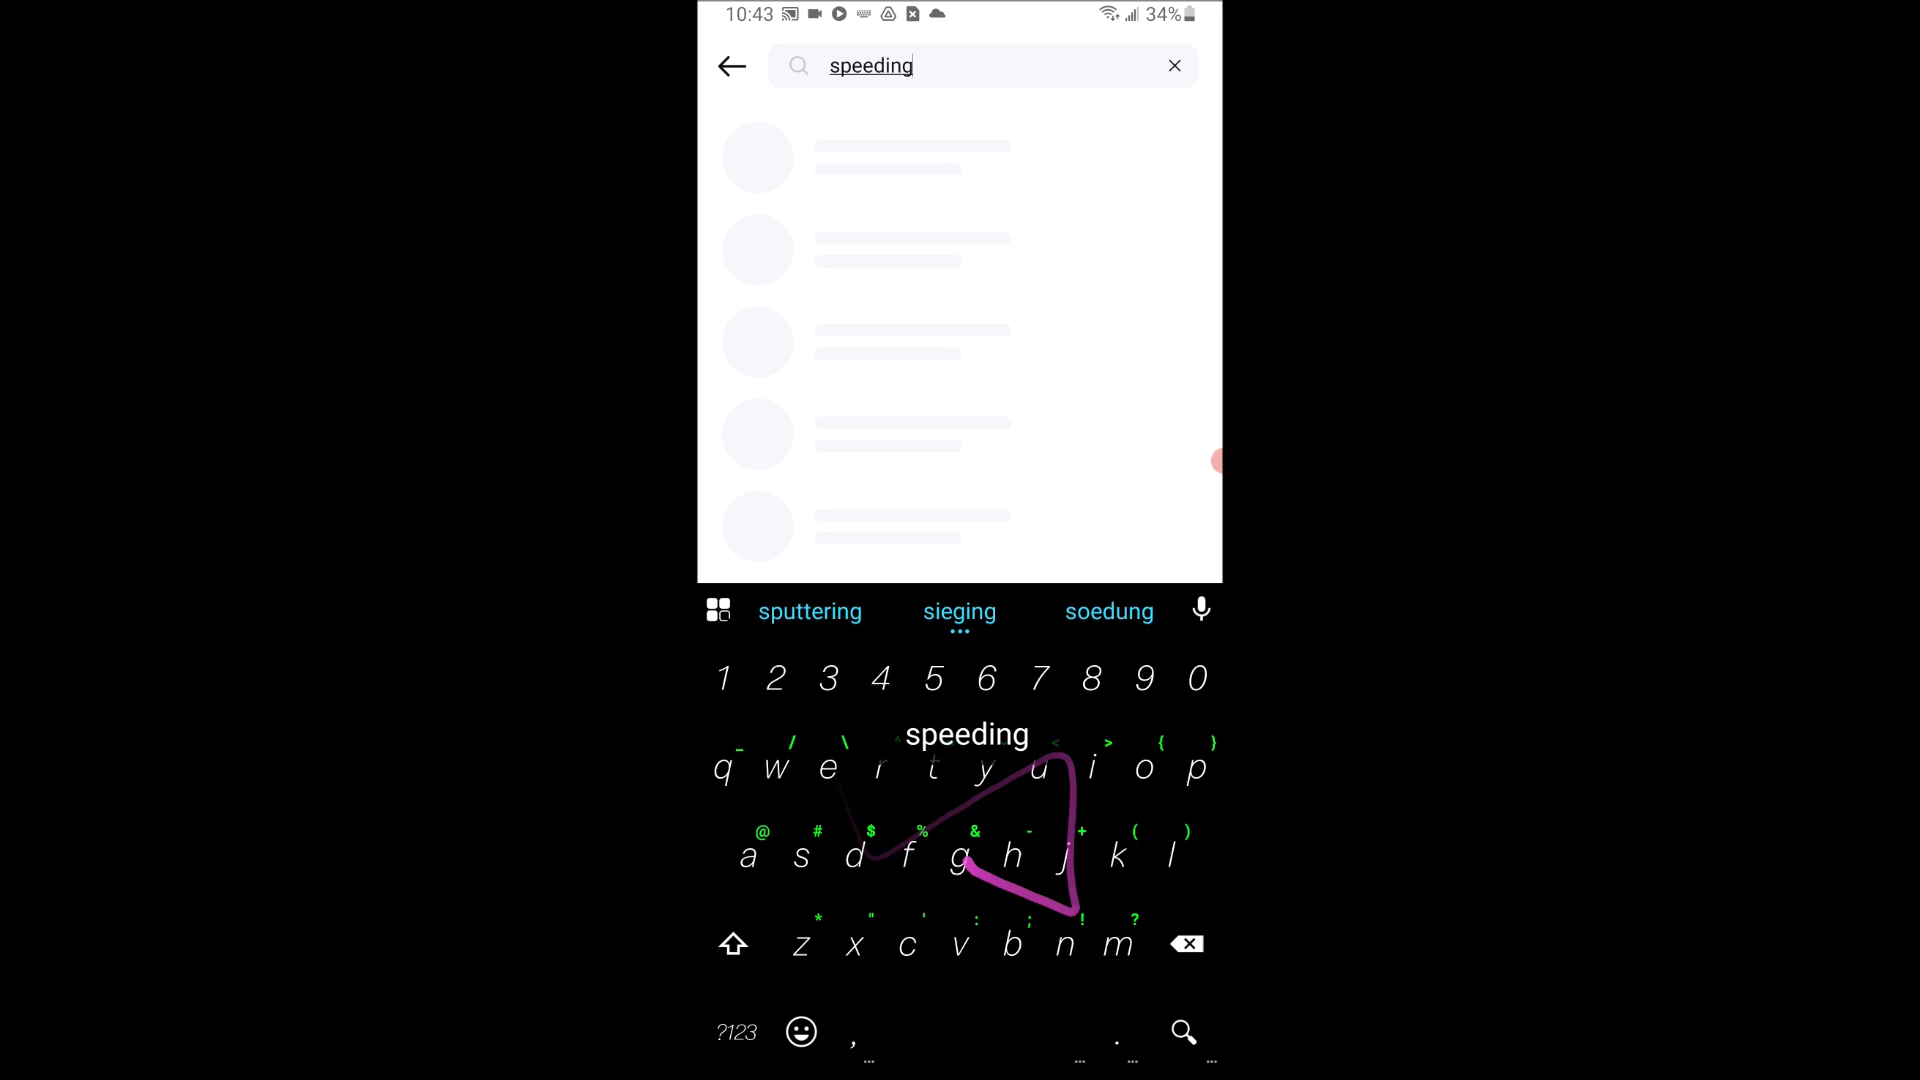 10:43 34%
speeding
sputtering sieging soedung
1 2 3 4 5 6 7 8 9 0
speeding
_ / \ ^ < > { }
q w e r t y u i o p
@ # $ % & - + ( )
a s d f g h j k l
* " ' : ; ! ?
z x c v b n m
?123 , .